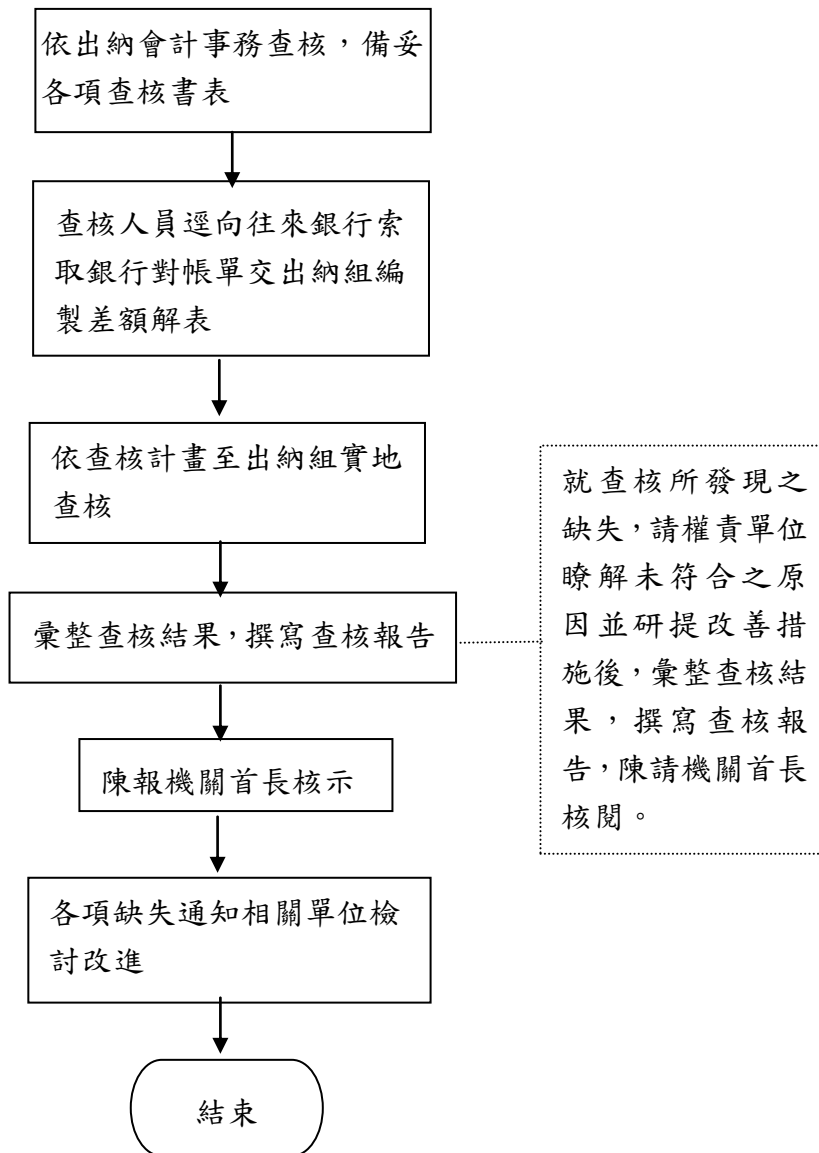 依出納會計事務查核，備妥
各項查核書表
查核人員逕向往來銀行索
取銀行對帳單交出納組編
製差額解表
依查核計畫至出納組實地
查核
彙整查核結果，撰寫查核報告
就查核所發現之
缺失，請權責單位
瞭解未符合之原
因並研提改善措
施後，彙整查核結
果，撰寫查核報
告，陳請機關首長
核閱。
陳報機關首長核示
各項缺失通知相關單位檢
討改進
結束